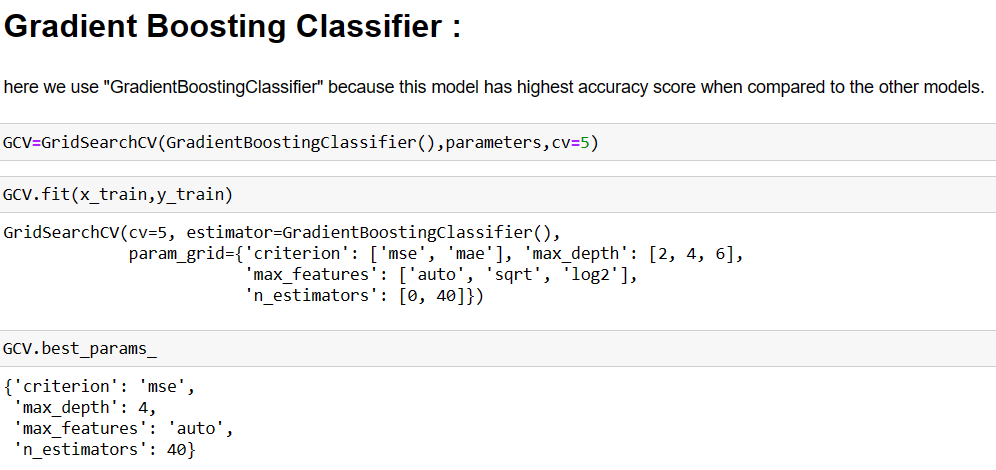 Gradient Boosting Classifier :
here we use "GradientBoostingClassifier" because this model has highest accuracy score when compared to the other models.
GCV=GridSearchCV(GradientBoostingClassifier(),parameters,cv=5)
GCV.fit(x_train,y_train)
GridSearchCV(cv=5, estimator=GradientBoostingClassifier(),
             param_grid={'criterion': ['mse', 'mae'], 'max_depth': [2, 4, 6],
                         'max_features': ['auto', 'sqrt', 'log2'],
                         'n_estimators': [0, 40]})
GCV.best_params_
{'criterion': 'mse',
 'max_depth': 4,
 'max_features': 'auto',
 'n_estimators': 40}